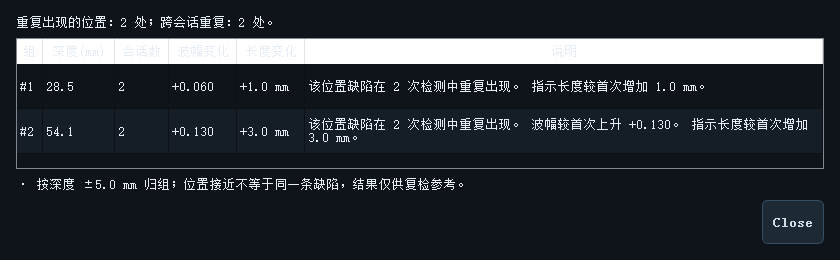 重复出现的位置: 2 处; 跨会话重复: 2 处。
组 深度(mm) 会话数 波幅变化 长度变化 说明
#1 28.5 2 +0.060 +1.0 mm 该位置缺陷在 2 次检测中重复出现。 指示长度较首次增加 1.0 mm。
#2 54.1 2 +0.130 +3.0 mm 该位置缺陷在 2 次检测中重复出现。 波幅较首次上升 +0.130。 指示长度较首次增加
3.0 mm。
· 按深度 ±5.0 mm 归组; 位置接近不等于同一条缺陷, 结果仅供复检参考。
Close